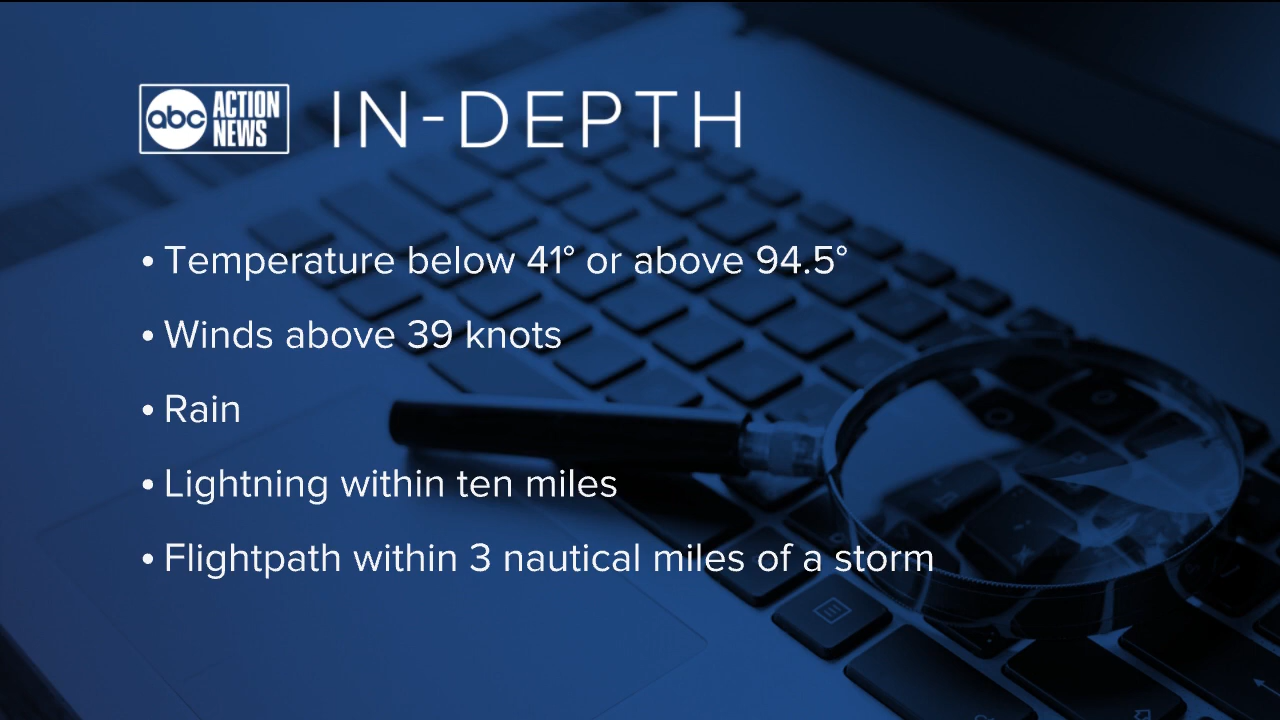 abc ACTION NEWS IN-DEPTH
• Temperature below 41° or above 94.5°
• Winds above 39 knots
• Rain
• Lightning within ten miles
• Flightpath within 3 nautical miles of a storm